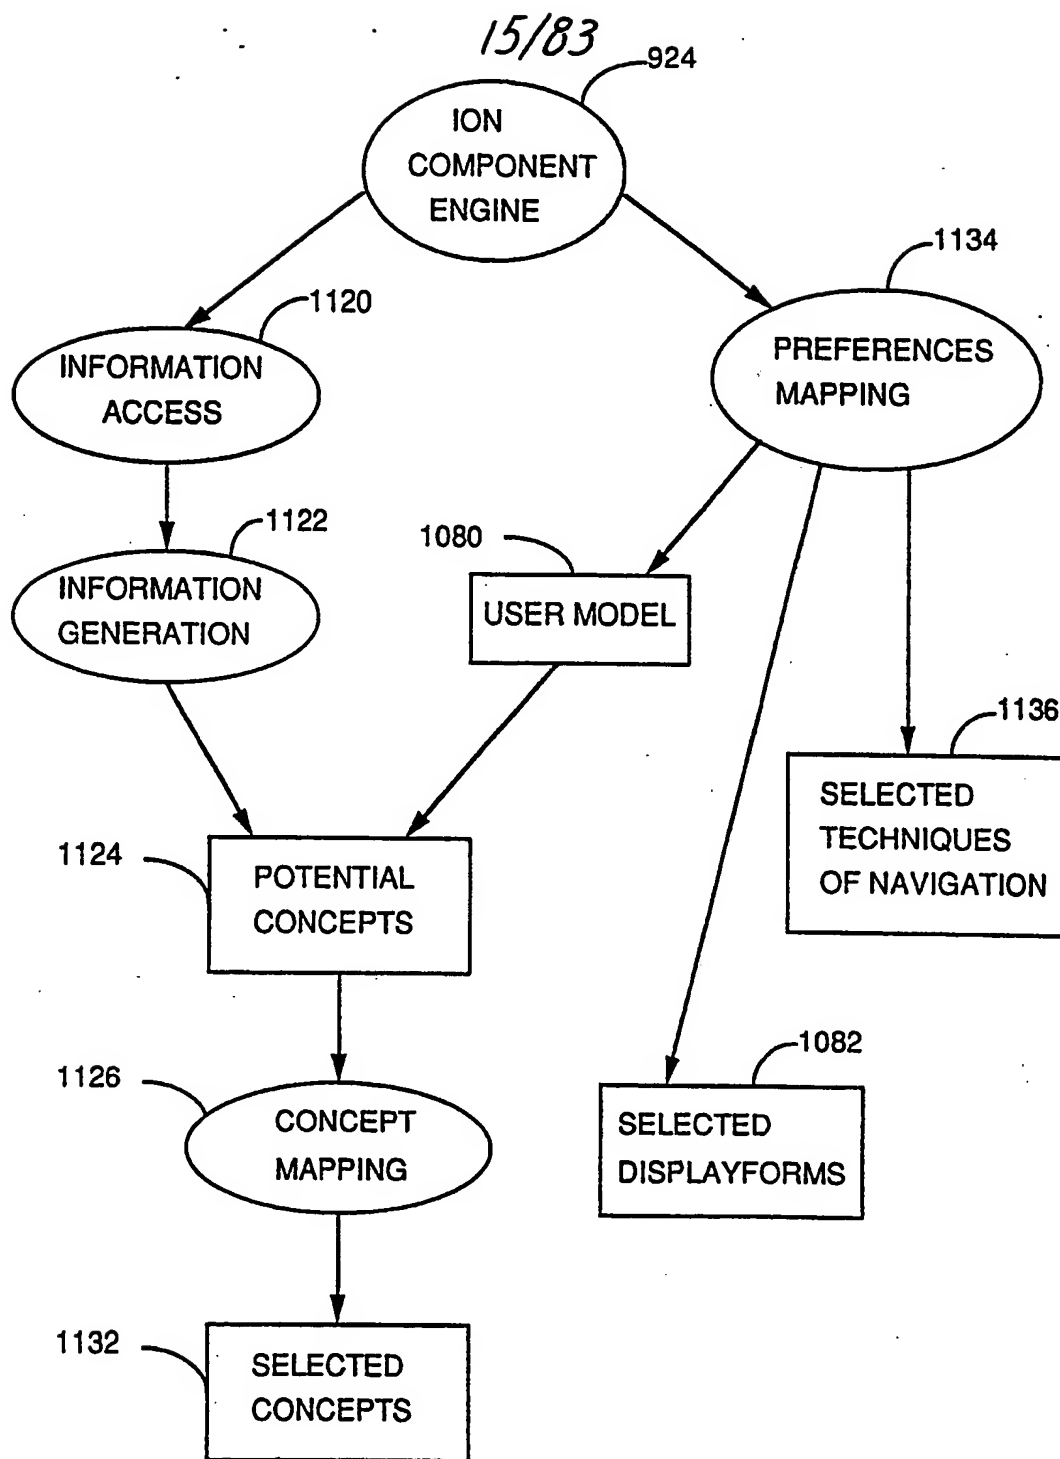 15/83
924
ION
COMPONENT
ENGINE
1134
1120
PREFERENCES
MAPPING
INFORMATION
ACCESS
1122
1080
INFORMATION
GENERATION
USER MODEL
1136
SELECTED
TECHNIQUES
OF NAVIGATION
1124
POTENTIAL
CONCEPTS
1082
1126
SELECTED
DISPLAYFORMS
CONCEPT
MAPPING
1132
SELECTED
CONCEPTS